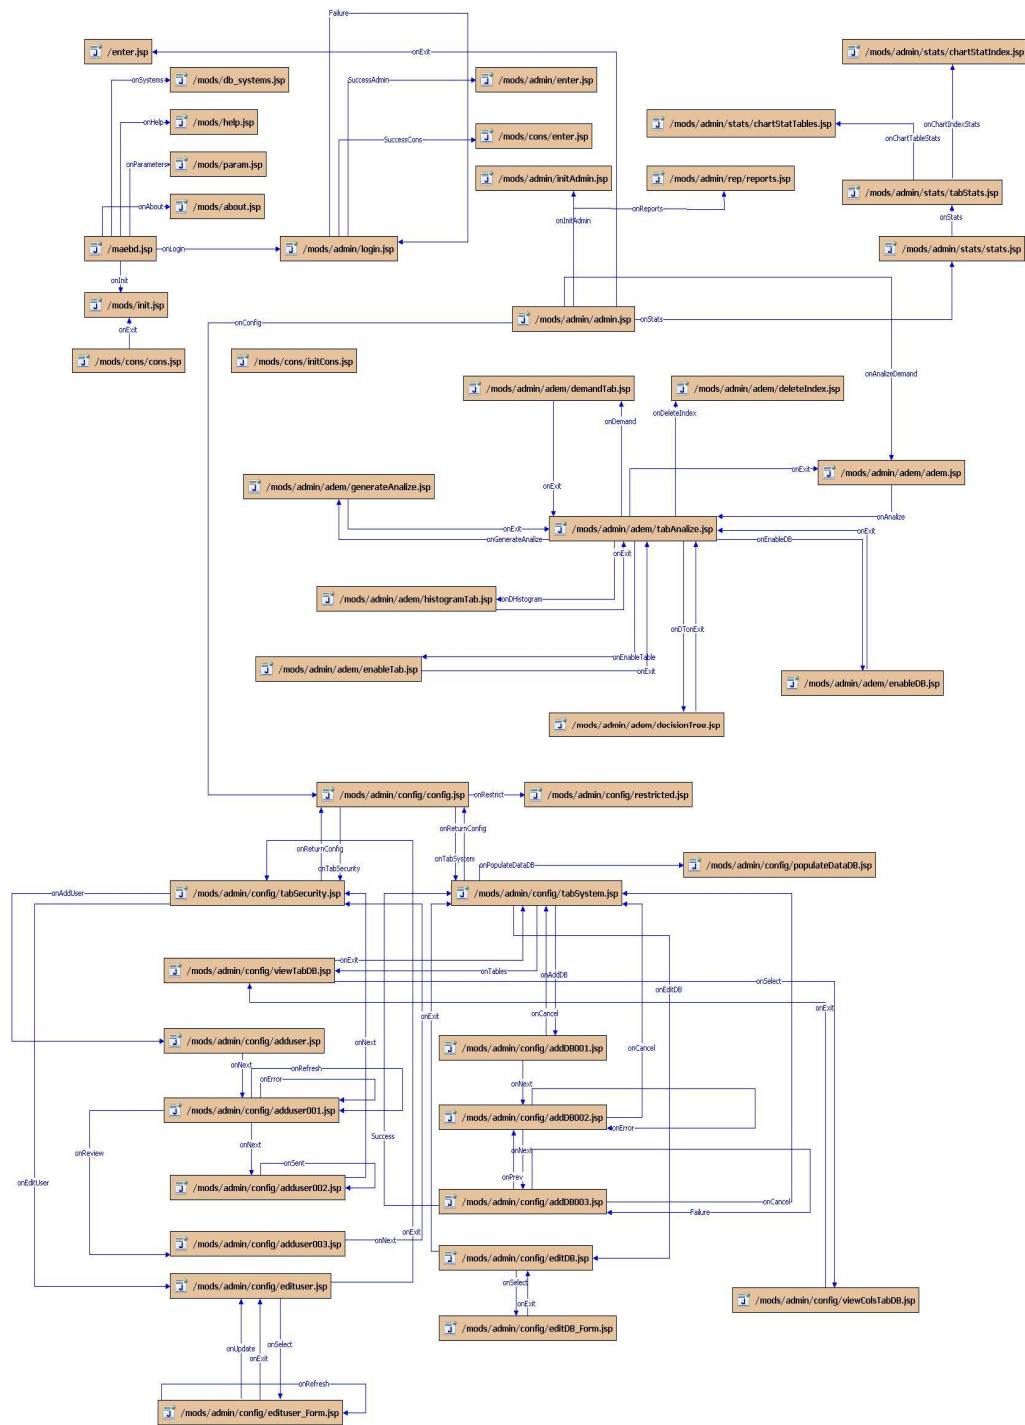 Failure
/enter.jsp
onExit
/mods/admin/stats/chartStatIndex.jsp
onSystems
/mods/db_systems.jsp
SuccessAdmin
/mods/admin/enter.jsp
onHelp
/mods/help.jsp
/mods/admin/stats/chartStatTables.jsp
onChartIndexStats
onChartTableStats
SuccessCons
/mods/cons/enter.jsp
onParameters
/mods/param.jsp
/mods/admin/initAdmin.jsp
/mods/admin/rep/reports.jsp
/mods/admin/stats/tabStats.jsp
onAbout
/mods/about.jsp
onReports
onInitAdmin
onStats
/maebd.jsp
onLogin
/mods/admin/login.jsp
/mods/admin/stats/stats.jsp
onInit
/mods/init.jsp
onExit
onConfig
/mods/admin/admin.jsp
onStats
/mods/cons/cons.jsp
/mods/cons/initCons.jsp
onAnalizeDemand
/mods/admin/adem/demandTab.jsp
/mods/admin/adem/deleteIndex.jsp
onDeleteIndex
onDemand
onExit
/mods/admin/adem/adem.jsp
/mods/admin/adem/generateAnalize.jsp
onExit
onAnalize
onExit
/mods/admin/adem/tabAnalize.jsp
onExit
onGenerateAnalize
onEnableDB
onExit
/mods/admin/adem/histogramTab.jsp
onDHistogram
onDTonExit
onEnableTable
/mods/admin/adem/enableTab.jsp
onExit
/mods/admin/adem/enableDB.jsp
/mods/admin/adem/decisionTree.jsp
/mods/admin/config/config.jsp
onRestrict
/mods/admin/config/restricted.jsp
onReturnConfig
onReturnConfig
onTabSystem
onTabSecurity
onPopulateDataDB
/mods/admin/config/populateDataDB.jsp
onAddUser
/mods/admin/config/tabSecurity.jsp
/mods/admin/config/tabSystem.jsp
onExit
/mods/admin/config/viewTabDB.jsp
onTables
onAddDB
onSelect
onEditDB
onExit
onExit
onCancel
onNext
/mods/admin/config/adduser.jsp
/mods/admin/config/addDB001.jsp
onCancel
onNext
onRefresh
onError
onNext
/mods/admin/config/adduser001.jsp
/mods/admin/config/addDB002.jsp
onError
onReview
onNext
Success
onNext
onSent
onPrev
onEditUser
/mods/admin/config/adduser002.jsp
/mods/admin/config/addDB003.jsp
onCancel
Failure
/mods/admin/config/adduser003.jsp
onNext
onExit
/mods/admin/config/editDB.jsp
/mods/admin/config/edituser.jsp
onSelect
onExit
/mods/admin/config/viewColsTabDB.jsp
/mods/admin/config/editDB_Form.jsp
onUpdate
onSelect
onExit
onRefresh
/mods/admin/config/edituser_Form.jsp